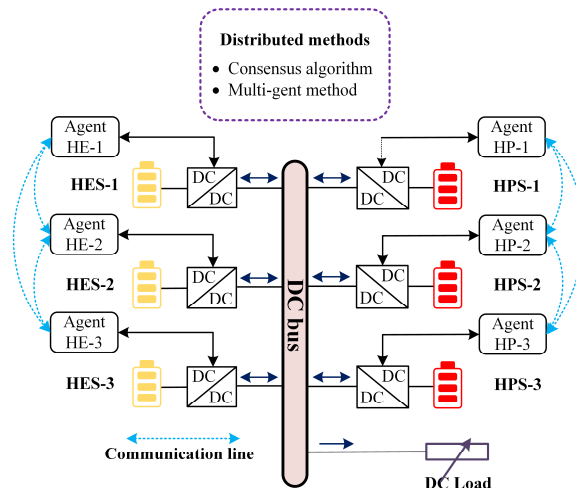 Distributed methods
• Consensus algorithm
• Multi-gent method
Agent
HE-1
Agent
HP-1
HES-1
DC
DC
DC
DC
HPS-1
Agent
HE-2
Agent
HP-2
HES-2
DC
DC
DC
DC
HPS-2
DC bus
Agent
HE-3
Agent
HP-3
HES-3
DC
DC
DC
DC
HPS-3
Communication line
DC Load